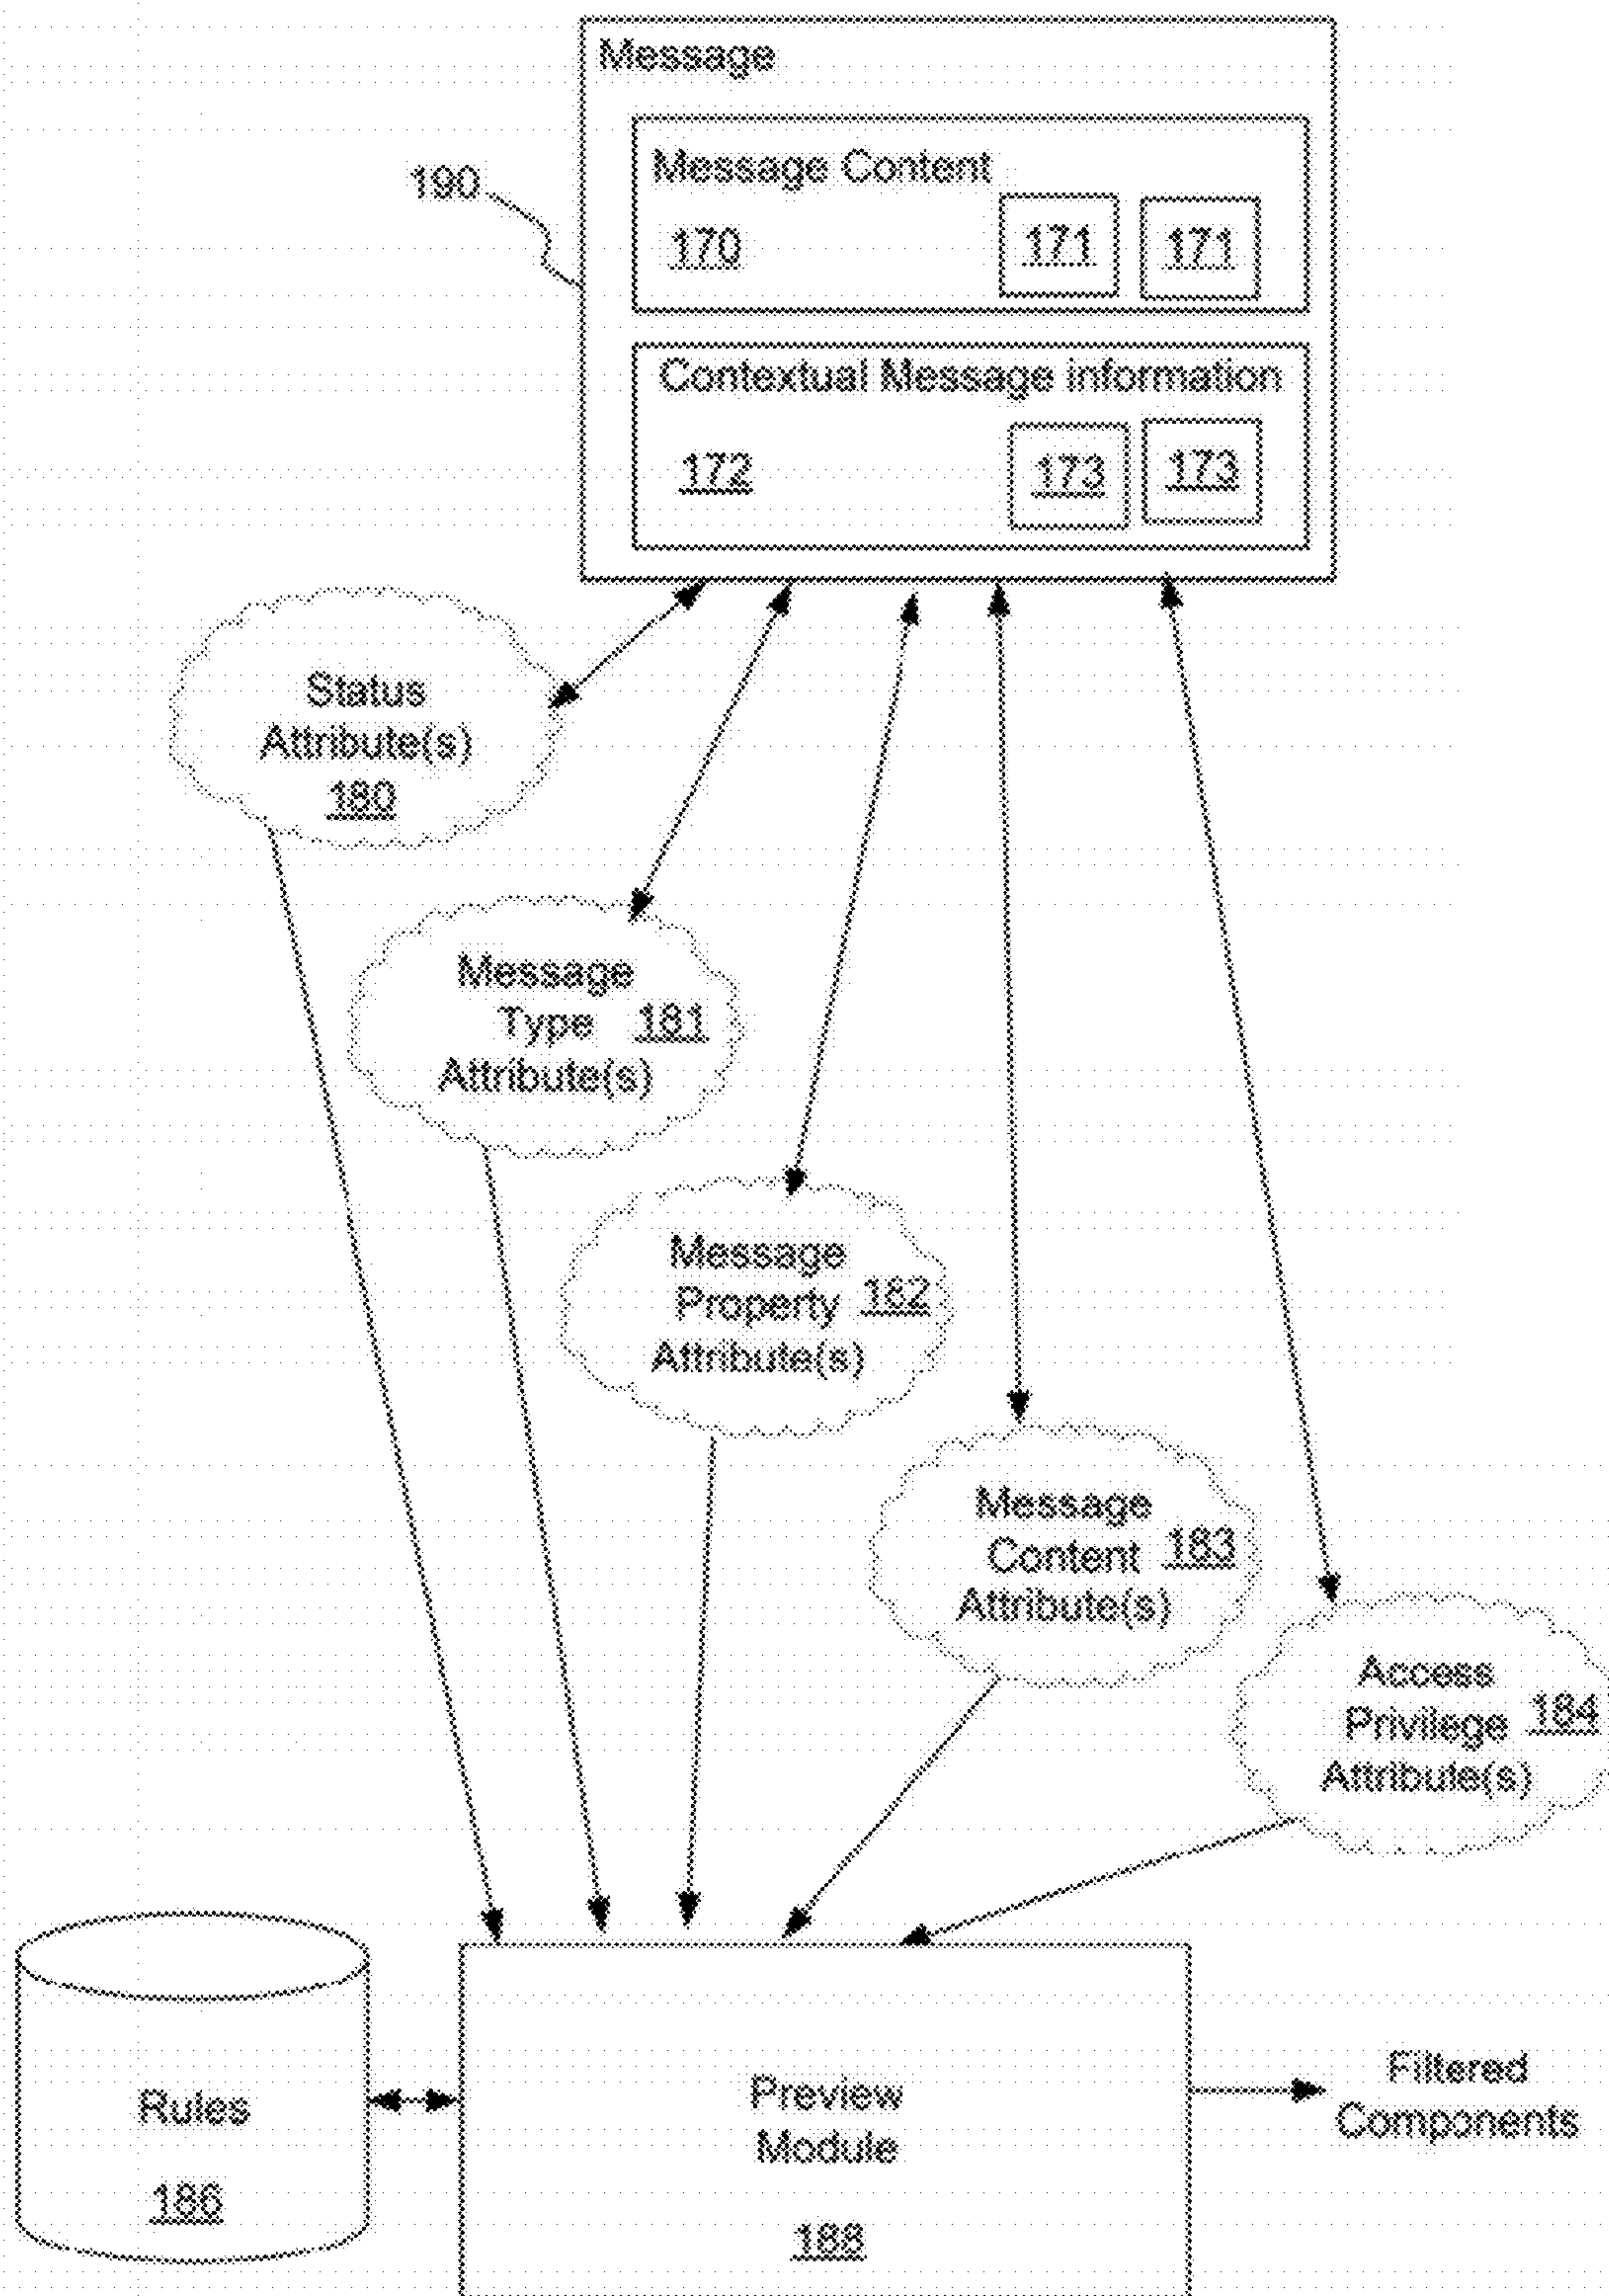 Message
190
Message Content
170 171 171
Contextual Message information
172 173 173
Status
Attribute(s)
180
Message
Type 181
Attribute(s)
Message
Property 182
Attribute(s)
Message
Content 183
Attribute(s)
Access
Privilege 184
Attribute(s)
Rules
186
Preview
Module
188
Filtered
Components